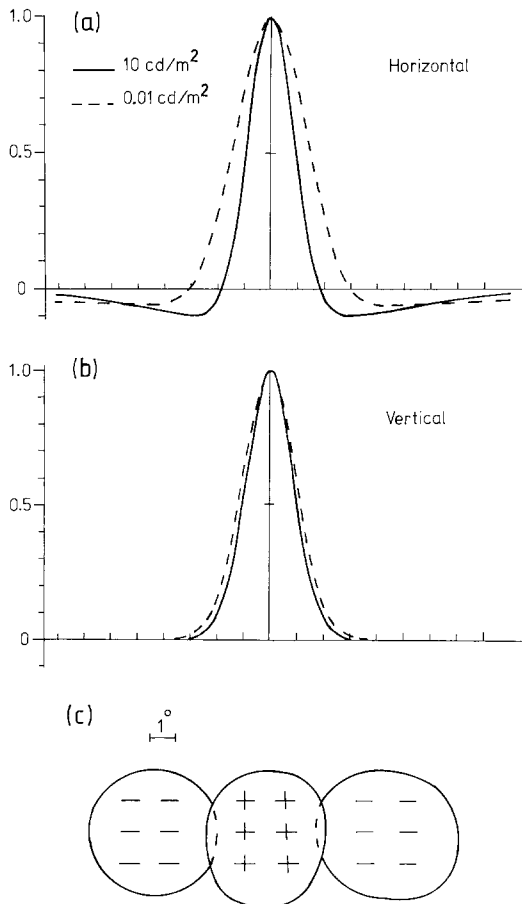 (a)
1.0
10 cd/m²
0.01 cd/m²
Horizontal
0.5
0
(b)
1.0
Vertical
0.5
0
(c)
1°
− − + + − −
− − + + − −
− − + + − −